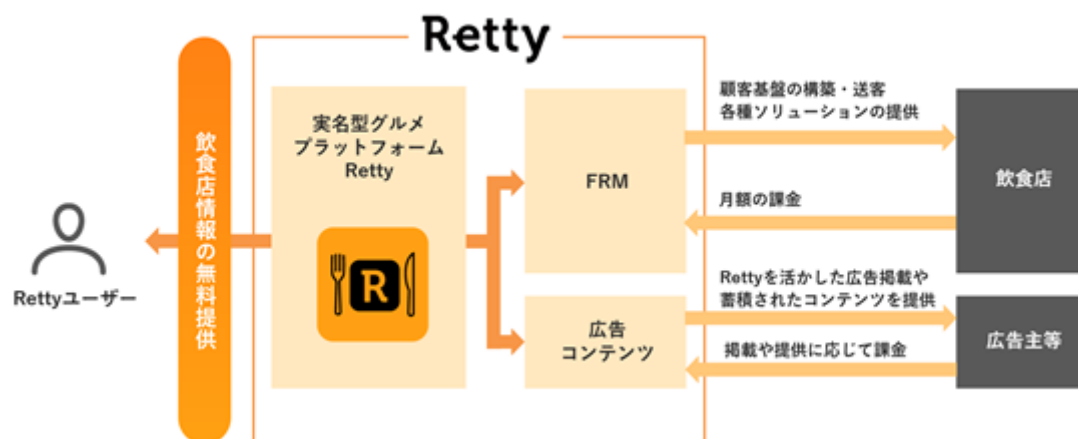 Retty
飲食店情報の無料提供
Rettyユーザー
実名型グルメ
プラットフォーム
Retty
R
FRM
広告
コンテンツ
顧客基盤の構築・送客
各種ソリューションの提供
月額の課金
Rettyを活かした広告掲載や
蓄積されたコンテンツを提供
掲載や提供に応じて課金
飲食店
広告主等